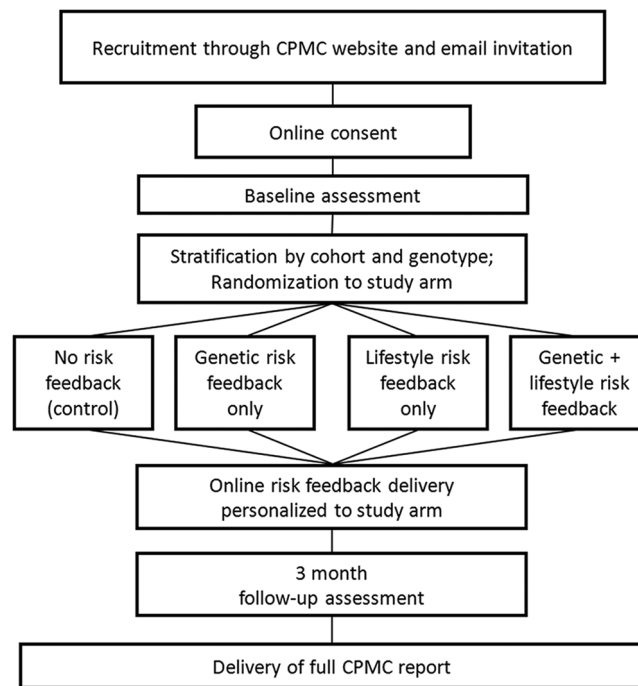 Recruitment through CPMC website and email invitation
Online consent
Baseline assessment
Stratification by cohort and genotype;
Randomization to study arm
No risk
feedback
(control)
Genetic risk
feedback
only
Lifestyle risk
feedback
only
Genetic +
lifestyle risk
feedback
Online risk feedback delivery
personalized to study arm
3 month
follow-up assessment
Delivery of full CPMC report